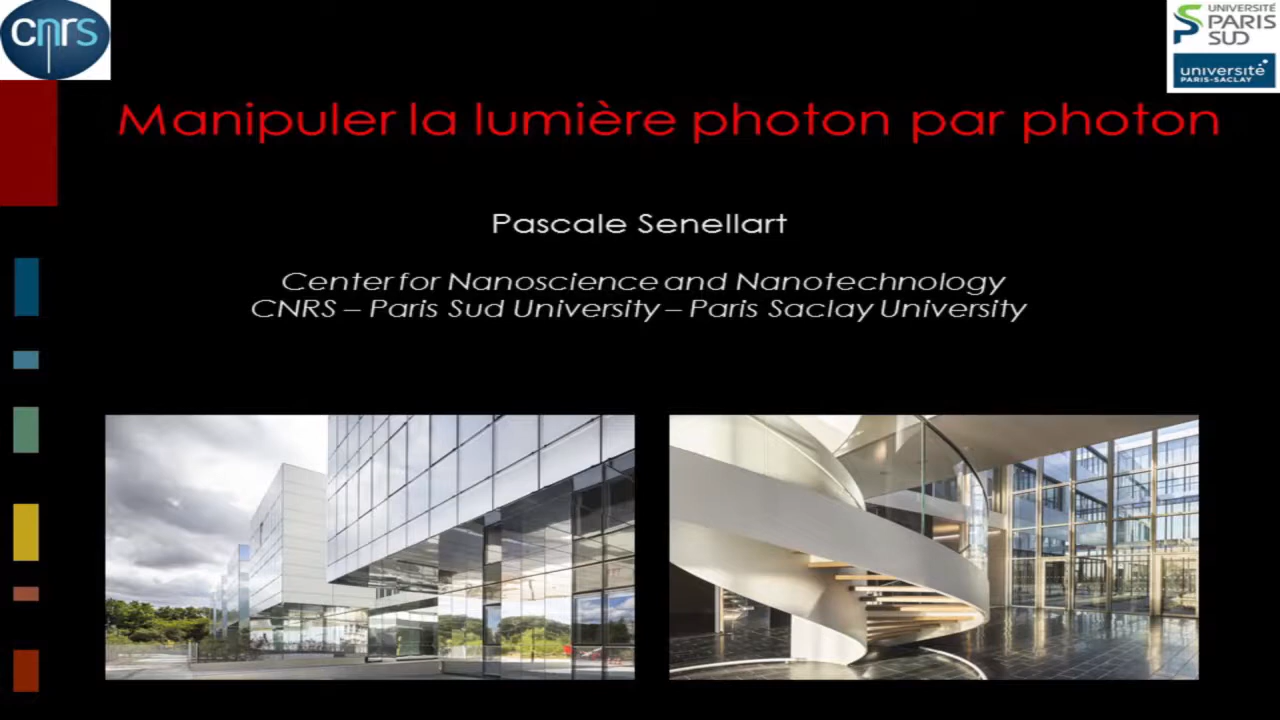 cnrs
UNIVERSITÉ
PARIS
SUD
université
PARIS-SACLAY
Manipuler la lumière photon par photon
Pascale Senellart
Center for Nanoscience and Nanotechnology
CNRS – Paris Sud University – Paris Saclay University